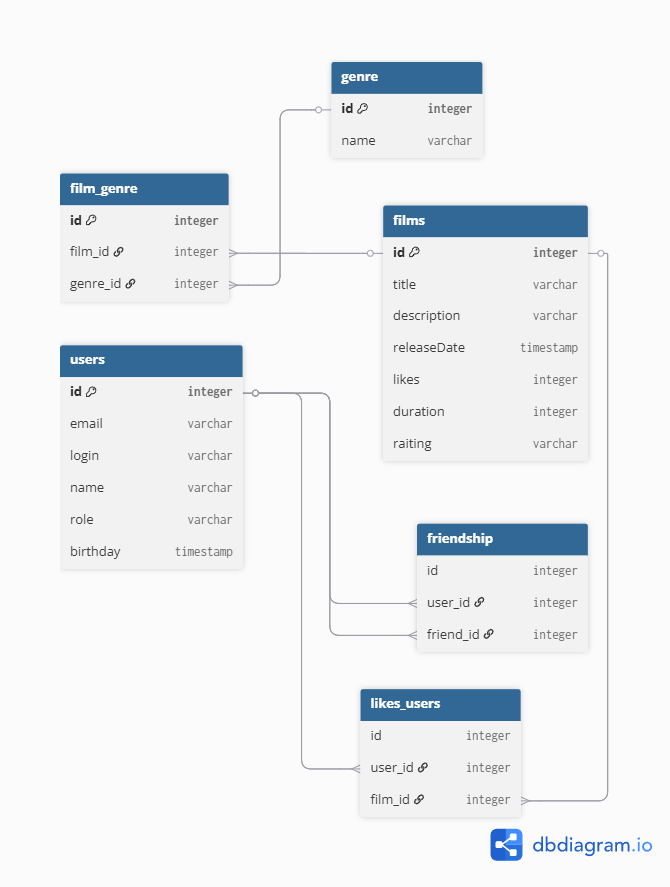 genre
id integer
name varchar
film_genre
id integer
film_id integer
genre_id integer
films
id integer
title varchar
description varchar
releaseDate timestamp
likes integer
duration integer
raiting varchar
users
id integer
email varchar
login varchar
name varchar
role varchar
birthday timestamp
friendship
id integer
user_id integer
friend_id integer
likes_users
id integer
user_id integer
film_id integer
dbdiagram.io